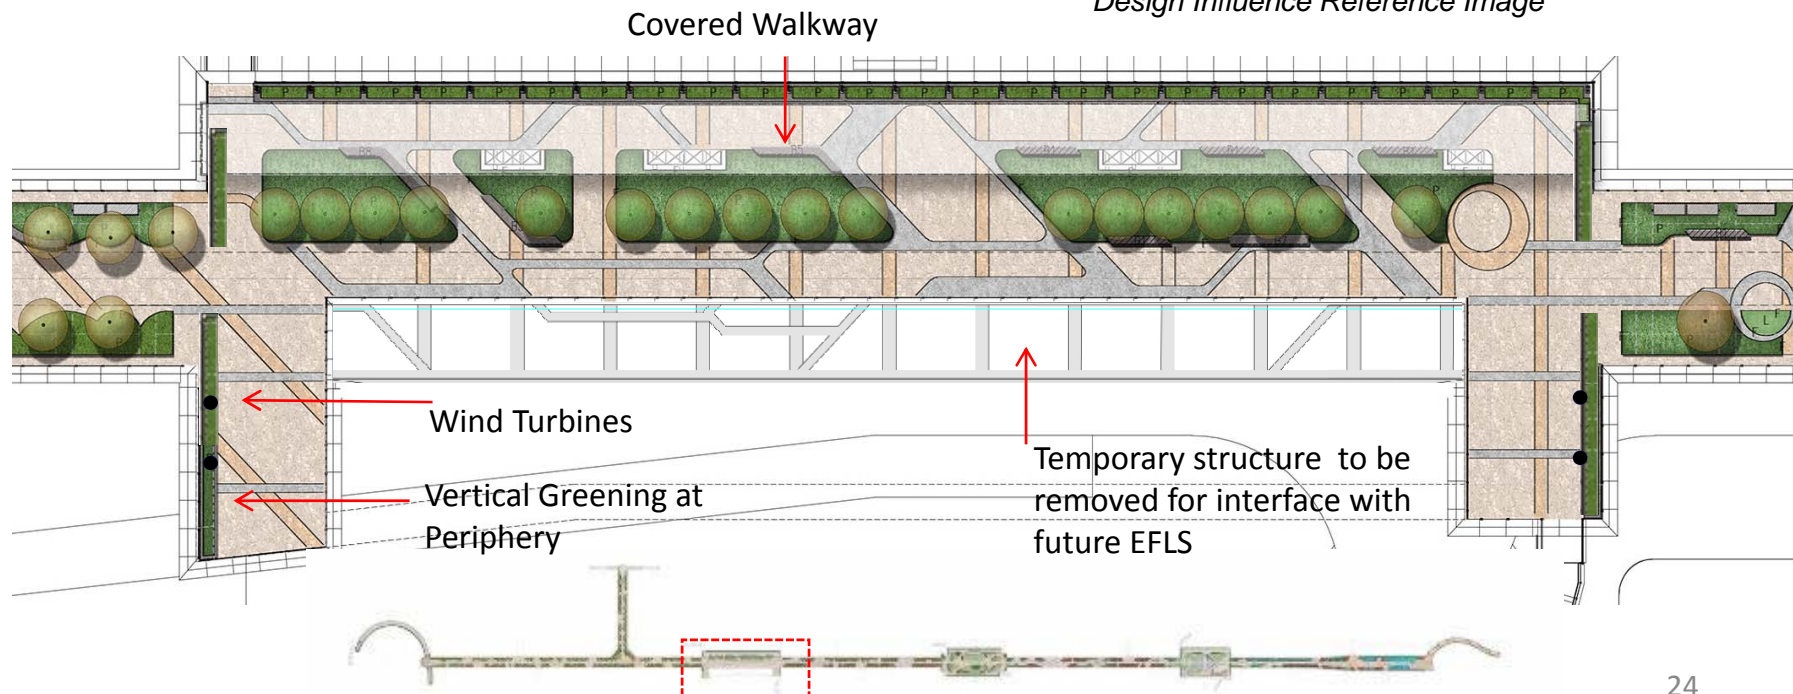 Design Influence Reference Image
Covered Walkway
Wind Turbines
Vertical Greening at
Periphery
Temporary structure to be
removed for interface with
future EFLS
24